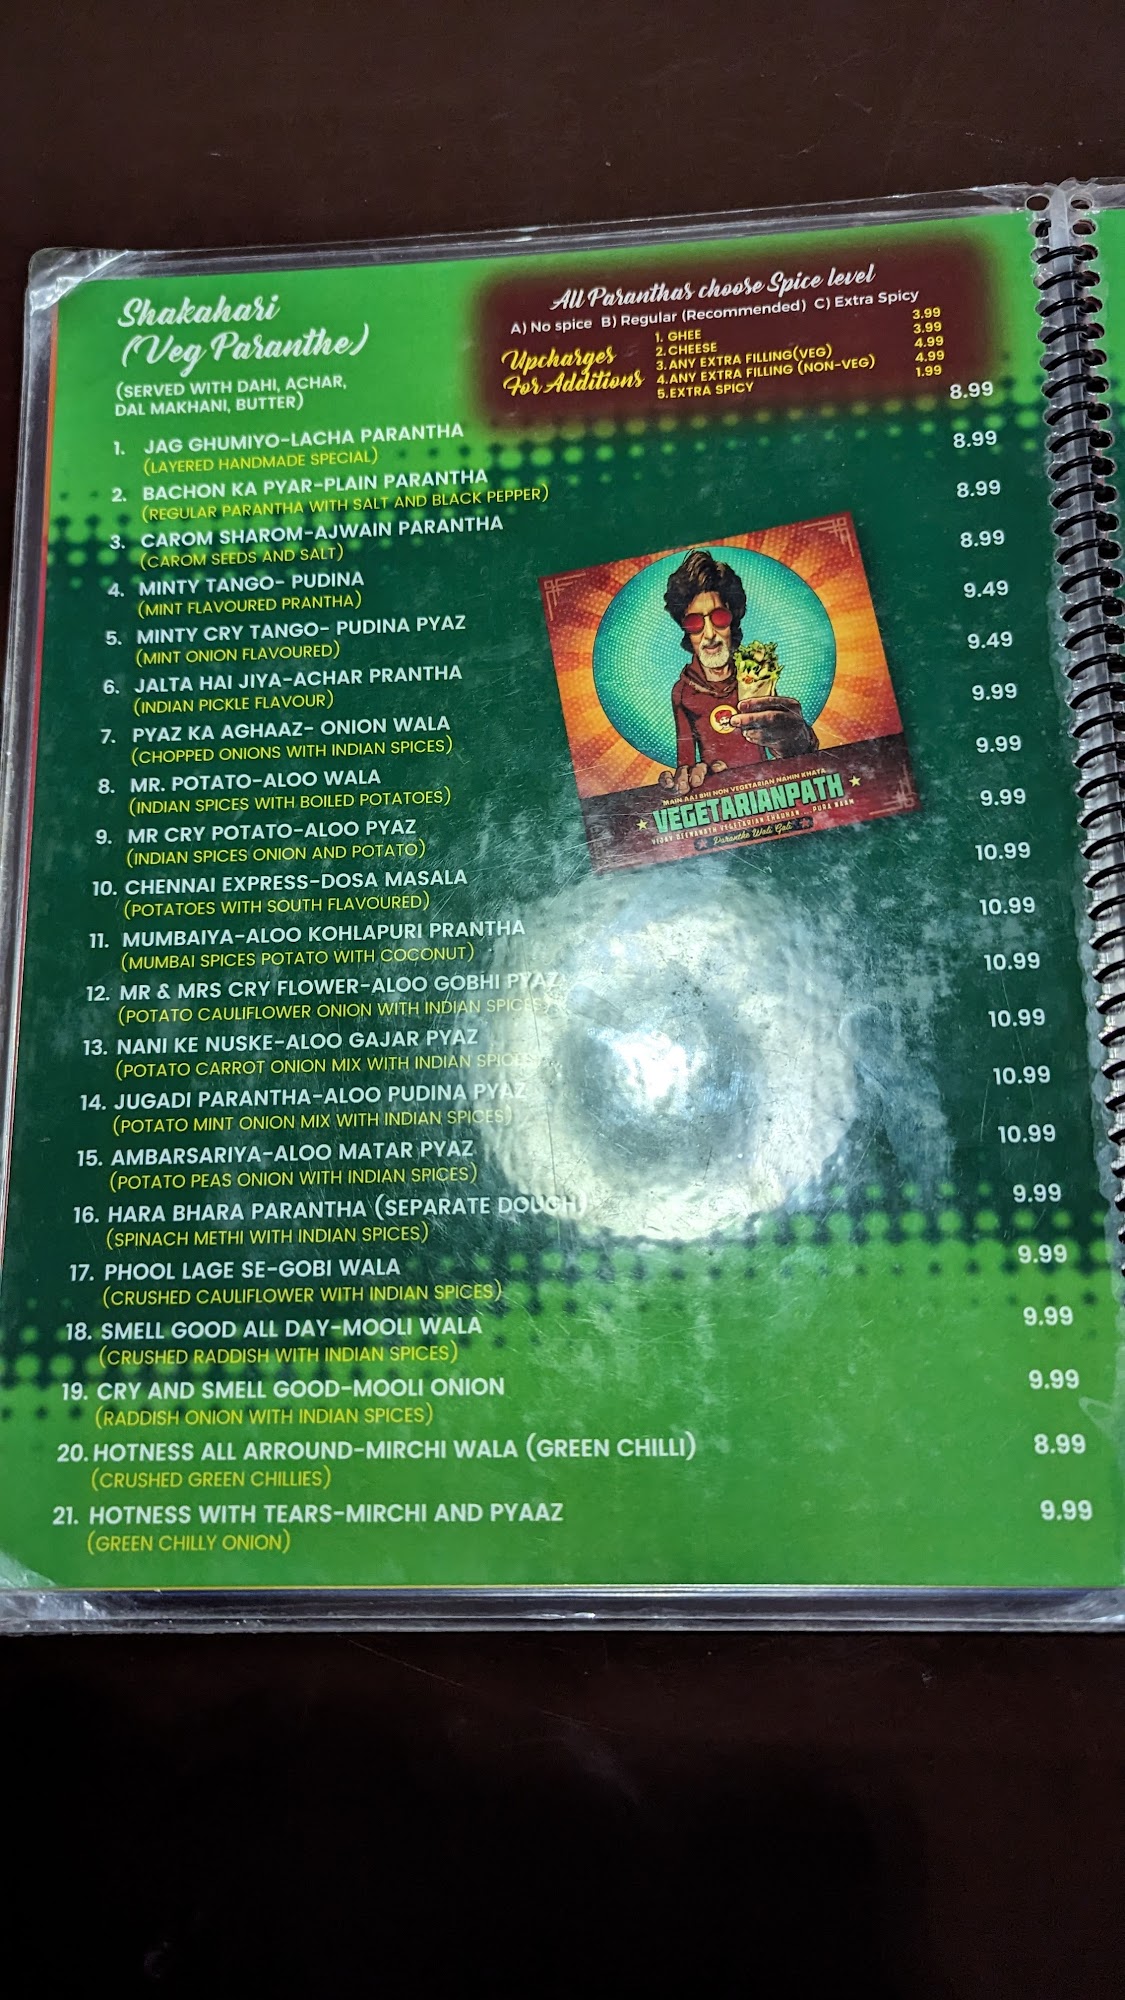 Shakahari
(Veg Paranthe)
(SERVED WITH DAHI, ACHAR,
DAL MAKHANI, BUTTER)
All Paranthas choose Spice level
A) No spice B) Regular (Recommended) C) Extra Spicy
Upcharges
For Additions
1. GHEE 3.99
2. CHEESE 3.99
3. ANY EXTRA FILLING(VEG) 4.99
4. ANY EXTRA FILLING (NON-VEG) 4.99
5. EXTRA SPICY 1.99
1. JAG GHUMIYO-LACHA PARANTHA 8.99
(LAYERED HANDMADE SPECIAL)
2. BACHON KA PYAR-PLAIN PARANTHA 8.99
(REGULAR PARANTHA WITH SALT AND BLACK PEPPER)
3. CAROM SHAROM-AJWAIN PARANTHA 8.99
(CAROM SEEDS AND SALT)
4. MINTY TANGO- PUDINA 8.99
(MINT FLAVOURED PRANTHA)
5. MINTY CRY TANGO- PUDINA PYAZ 9.49
(MINT ONION FLAVOURED)
6. JALTA HAI JIYA-ACHAR PRANTHA 9.49
(INDIAN PICKLE FLAVOUR)
7. PYAZ KA AGHAAZ- ONION WALA 9.99
(CHOPPED ONIONS WITH INDIAN SPICES)
8. MR. POTATO-ALOO WALA 9.99
(INDIAN SPICES WITH BOILED POTATOES)
9. MR CRY POTATO-ALOO PYAZ 9.99
(INDIAN SPICES ONION AND POTATO)
10. CHENNAI EXPRESS-DOSA MASALA 10.99
(POTATOES WITH SOUTH FLAVOURED)
11. MUMBAIYA-ALOO KOHLAPURI PRANTHA 10.99
(MUMBAI SPICES POTATO WITH COCONUT)
12. MR & MRS CRY FLOWER-ALOO GOBHI PYAZ 10.99
(POTATO CAULIFLOWER ONION WITH INDIAN SPICES)
13. NANI KE NUSKE-ALOO GAJAR PYAZ 10.99
(POTATO CARROT ONION MIX WITH INDIAN SPICES)
14. JUGADI PARANTHA-ALOO PUDINA PYAZ 10.99
(POTATO MINT ONION MIX WITH INDIAN SPICES)
15. AMBARSARIYA-ALOO MATAR PYAZ 10.99
(POTATO PEAS ONION WITH INDIAN SPICES)
16. HARA BHARA PARANTHA (SEPARATE DOUGH) 9.99
(SPINACH METHI WITH INDIAN SPICES)
17. PHOOL LAGE SE-GOBI WALA 9.99
(CRUSHED CAULIFLOWER WITH INDIAN SPICES)
18. SMELL GOOD ALL DAY-MOOLI WALA 9.99
(CRUSHED RADDISH WITH INDIAN SPICES)
19. CRY AND SMELL GOOD-MOOLI ONION 9.99
(RADDISH ONION WITH INDIAN SPICES)
20. HOTNESS ALL ARROUND-MIRCHI WALA (GREEN CHILLI) 8.99
(CRUSHED GREEN CHILLIES)
21. HOTNESS WITH TEARS-MIRCHI AND PYAAZ 9.99
(GREEN CHILLY ONION)
MAIN AAJ BHI NON VEGETARIAN NAHIN KHATA
VEGETARIANPATH
VIJAY DEENANATH VEGETARIAN CHAUHAN ... PURA NAAM
Paranthe Wali Gali